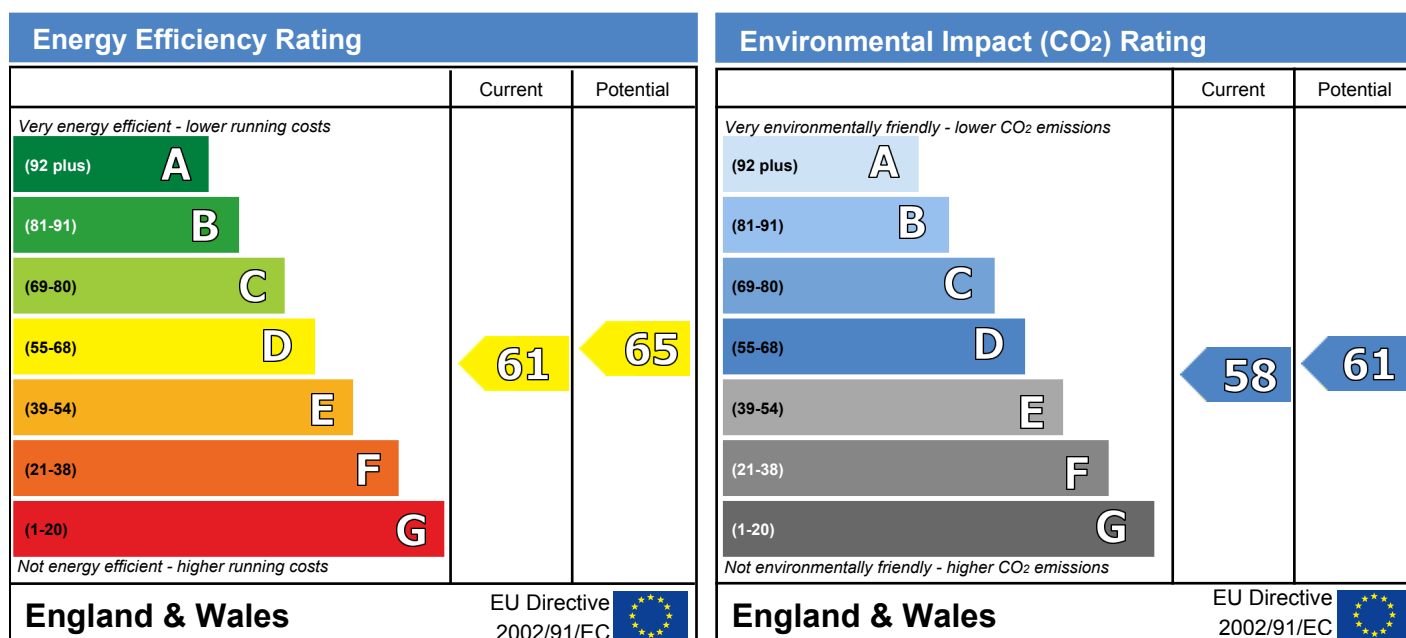 Energy Efficiency Rating
Current Potential
Very energy efficient - lower running costs
(92 plus) A
(81-91) B
(69-80) C
(55-68) D
(39-54) E
(21-38) F
(1-20) G
61
65
Not energy efficient - higher running costs
England & Wales
EU Directive
2002/91/EC
Environmental Impact (CO2) Rating
Current Potential
Very environmentally friendly - lower CO2 emissions
(92 plus) A
(81-91) B
(69-80) C
(55-68) D
(39-54) E
(21-38) F
(1-20) G
58
61
Not environmentally friendly - higher CO2 emissions
England & Wales
EU Directive
2002/91/EC